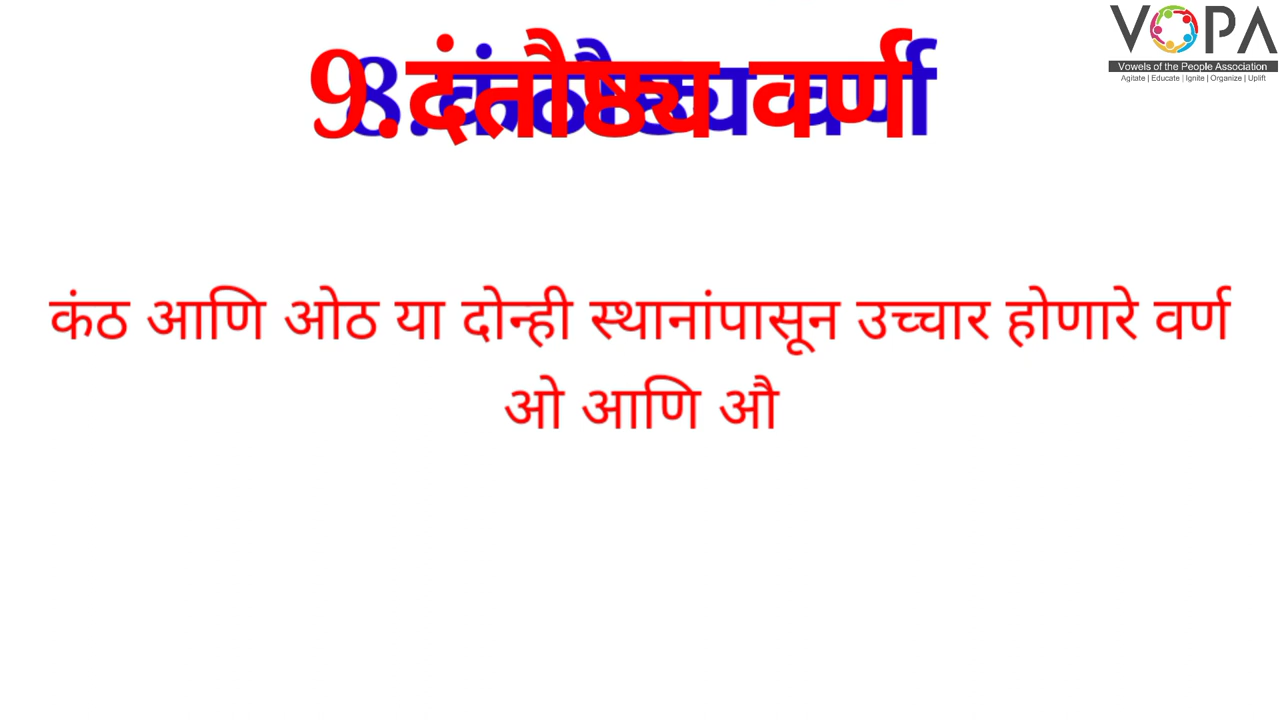 9.दंतौष्ठ्य वर्ण
VOPA
Vowels of the People Association
Agitate | Educate | Ignite | Organize | Uplift
कंठ आणि ओठ या दोन्ही स्थानांपासून उच्चार होणारे वर्ण
ओ आणि औ